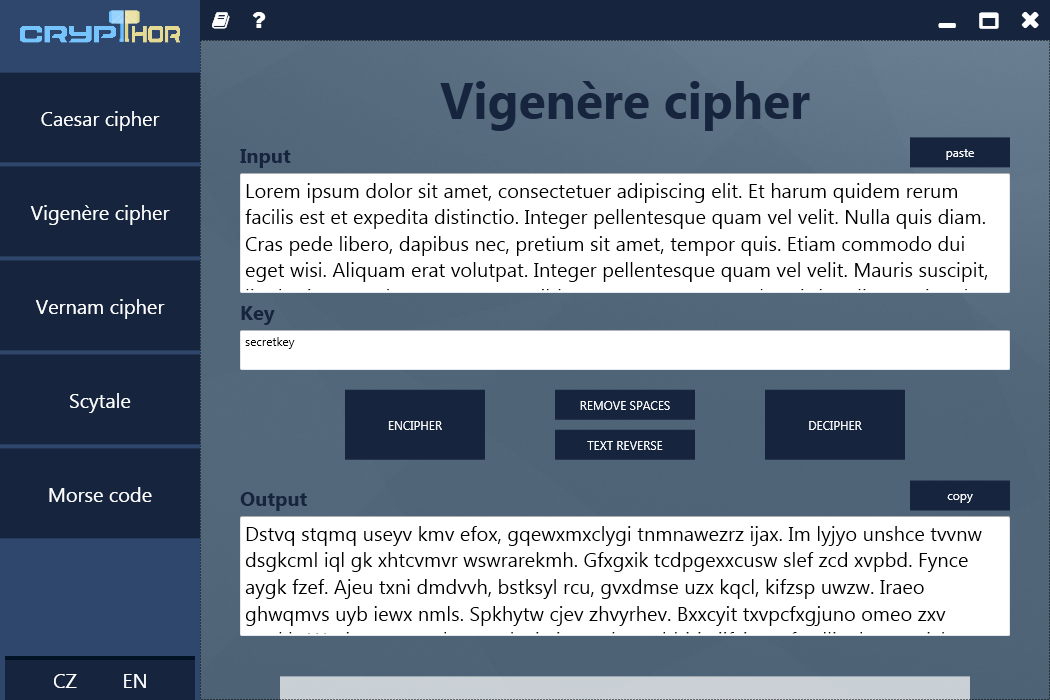 CRYPTHOR
?
Caesar cipher
Vigenère cipher
Vernam cipher
Scytale
Morse code
CZ EN
Vigenère cipher
Input
paste
Lorem ipsum dolor sit amet, consectetuer adipiscing elit. Et harum quidem rerum
facilis est et expedita distinctio. Integer pellentesque quam vel velit. Nulla quis diam.
Cras pede libero, dapibus nec, pretium sit amet, tempor quis. Etiam commodo dui
eget wisi. Aliquam erat volutpat. Integer pellentesque quam vel velit. Mauris suscipit,
Key
secretkey
ENCIPHER
REMOVE SPACES
TEXT REVERSE
DECIPHER
Output
copy
Dstvq stqmq useyv kmv efox, gqewxmxclygi tnmnawezrz ijax. Im lyjyo unshce tvvnw
dsgkcml iql gk xhtcvmvr wswrarekmh. Gfxgxik tcdpgexxcusw slef zcd xvpbd. Fynce
aygk fzef. Ajeu txni dmdvvh, bstksyl rcu, gvxdmse uzx kqcl, kifzsp uwzw. Iraeo
ghwqmvs uyb iewx nmls. Spkhytw cjev zhvyrhev. Bxxcyit txvpcfxgjuno omeo zxv